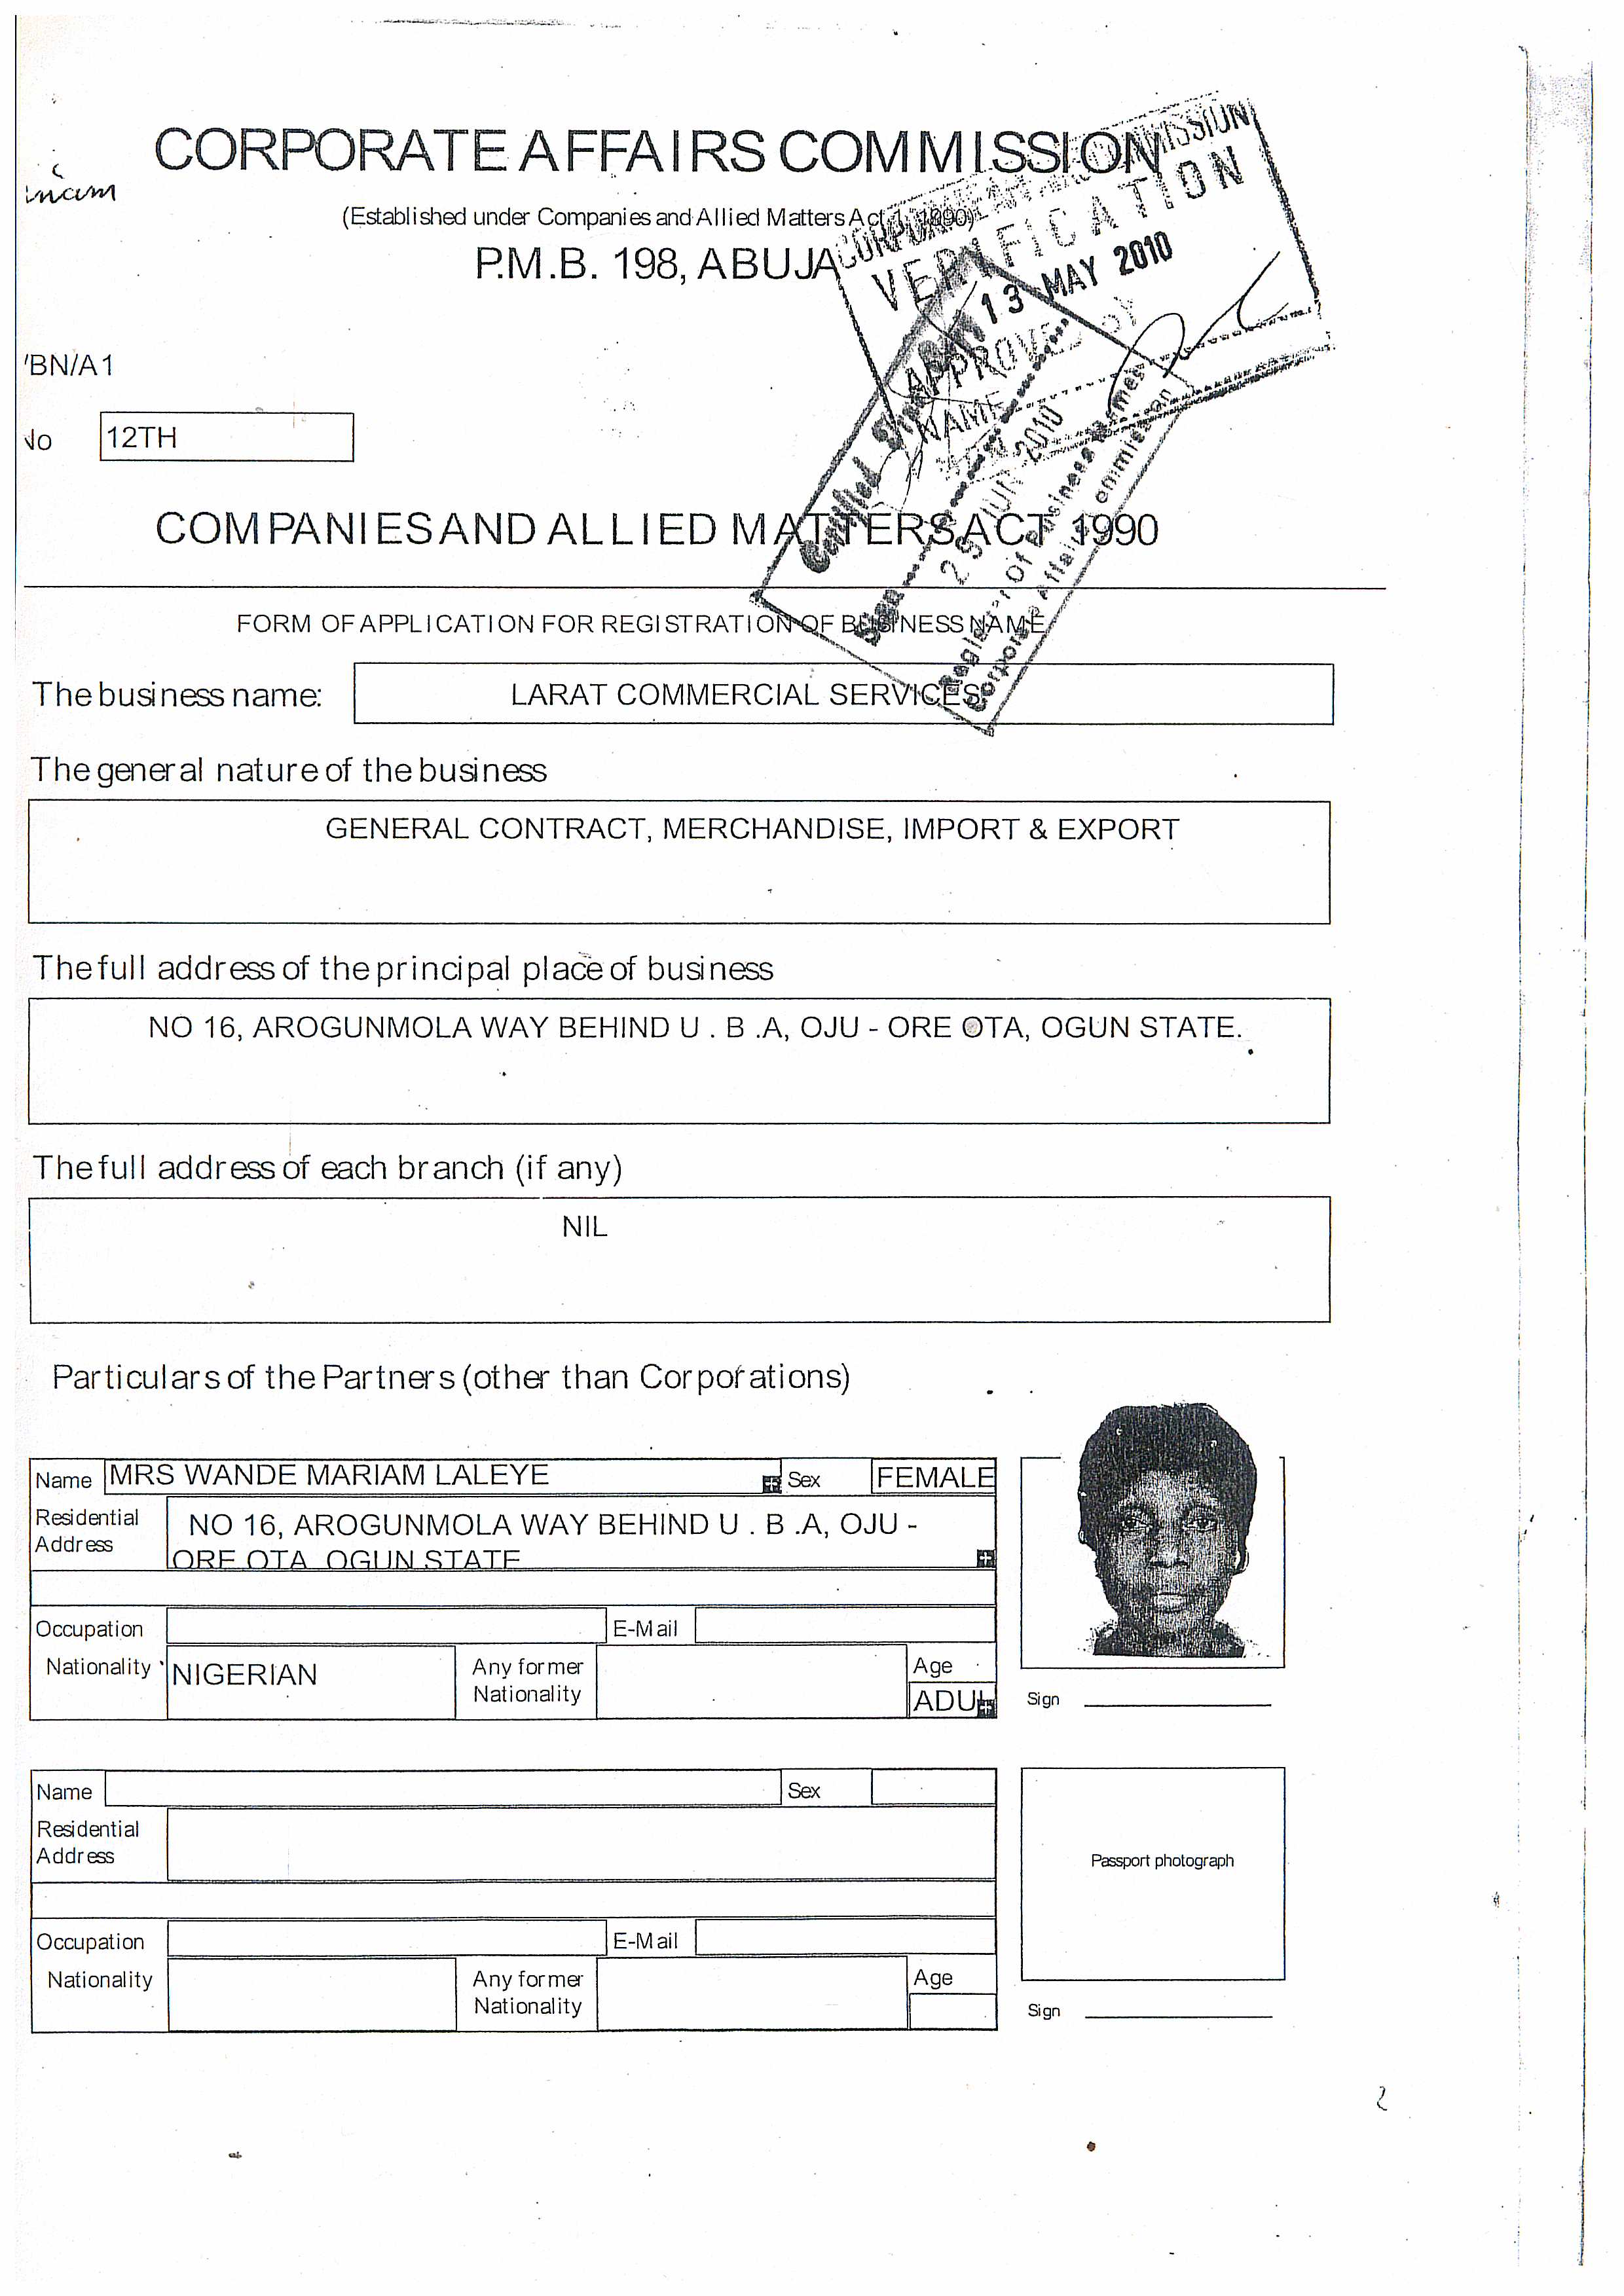 CORPORATE AFFAIRS COMMISSION
(Established under Companies and Allied Matters Act 1, 1990)
P.M.B. 198, ABUJA
CORPORATE AFFAIRS COMMISSION
VERIFICATION
13 MAY 2010
APPROVED BY
NAME
/BN/A1
No 12TH
Certified True
Sign
25 JUN 2010
Registrar Of Business Names
Corporate Affairs Commission
COMPANIES AND ALLIED MATTERS ACT 1990
FORM OF APPLICATION FOR REGISTRATION OF BUSINESS NAME
The business name: LARAT COMMERCIAL SERVICES
The general nature of the business
GENERAL CONTRACT, MERCHANDISE, IMPORT & EXPORT
The full address of the principal place of business
NO 16, AROGUNMOLA WAY BEHIND U . B .A, OJU - ORE OTA, OGUN STATE.
The full address of each branch (if any)
NIL
Particulars of the Partners (other than Corporations)
Name MRS WANDE MARIAM LALEYE Sex FEMALE
Residential Address NO 16, AROGUNMOLA WAY BEHIND U . B .A, OJU -
ORE OTA OGUN STATE
Occupation E-Mail
Nationality NIGERIAN Any former Nationality Age
ADUL
Sign
Name Sex
Residential
Address
Passport photograph
Occupation E-Mail
Nationality Any former Nationality Age
Sign
2